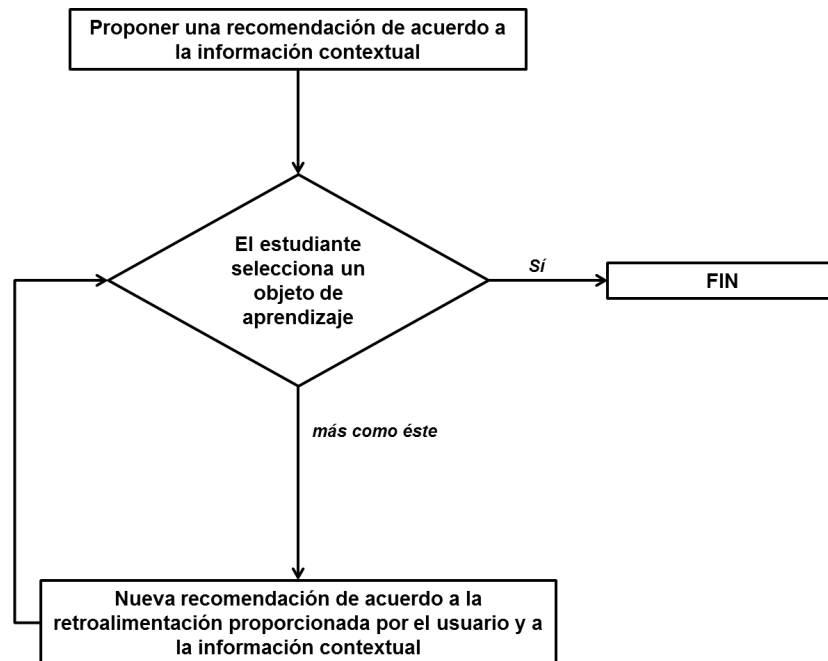 Proponer una recomendación de acuerdo a
la información contextual
El estudiante
selecciona un
objeto de
aprendizaje
Sí
FIN
más como éste
Nueva recomendación de acuerdo a la
retroalimentación proporcionada por el usuario y a
la información contextual